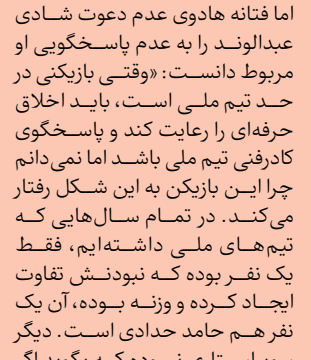 اما فتانه هادوی عدم دعوت شادی
عبدالوند را به عدم پاسخگویی او
مربوط دانست: «وقتی بازیکنی در
حد تیم ملی است، باید اخلاق
حرفه‌ای را رعایت کند و پاسخگوی
کادرفنی تیم ملی باشد اما نمی‌دانم
چرا این بازیکن به این شکل رفتار
می‌کند. در تمام سال‌هایی که
تیم‌های ملی داشته‌ایم، فقط
یک نفر بوده که نبودنش تفاوت
ایجاد کرده و وزنه بوده، آن یک
نفر هم حامد حدادی است. دیگر